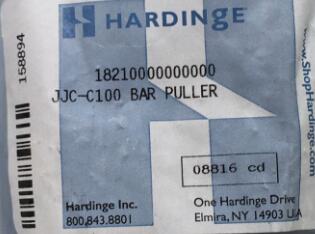 HARDINGE
158894
18210000000000
JJC-C100 BAR PULLER
08816 cd
Hardinge Inc.
800.843.8801
One Hardinge Drive
Elmira, NY 14903 USA
www.ShopHardinge.com